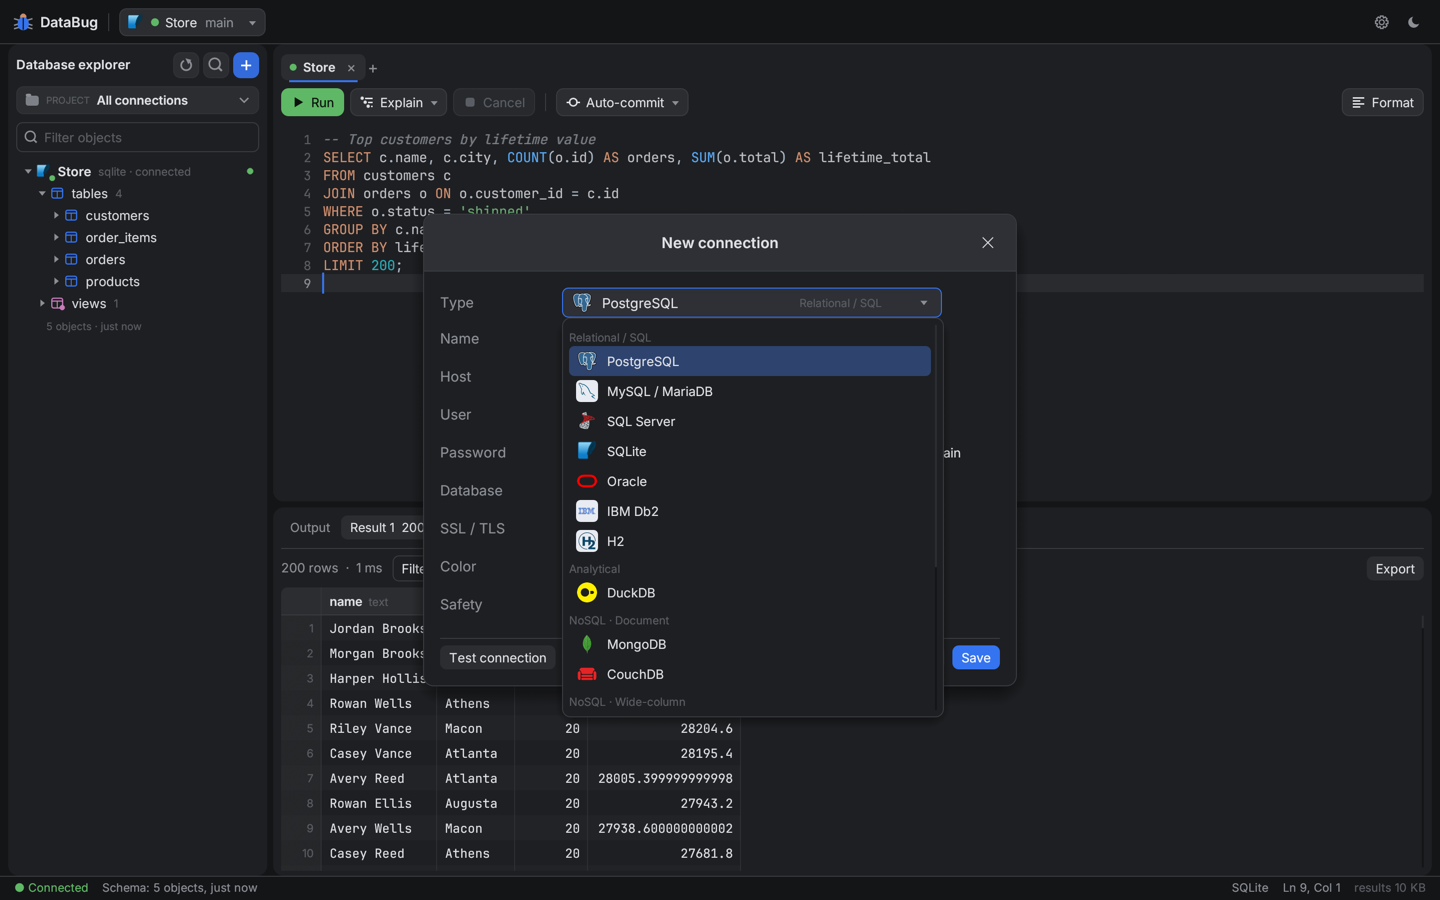 DataBug
Store main
Database explorer
PROJECT All connections
Filter objects
Store sqlite · connected
tables 4
customers
order_items
orders
products
views 1
5 objects · just now
Store
Run
Explain
Cancel
Auto-commit
Format
1 -- Top customers by lifetime value
2 SELECT c.name, c.city, COUNT(o.id) AS orders, SUM(o.total) AS lifetime_total
3 FROM customers c
4 JOIN orders o ON o.customer_id = c.id
5 WHERE o.status = 'shipped'
6 GROUP BY c.na
7 ORDER BY life
8 LIMIT 200;
9
New connection
Type
PostgreSQL Relational / SQL
Name
Host
User
Password
Database
SSL / TLS
Color
Safety
Relational / SQL
PostgreSQL
MySQL / MariaDB
SQL Server
SQLite
Oracle
IBM IBM Db2
H2 H2
Analytical
DuckDB
NoSQL · Document
MongoDB
CouchDB
NoSQL · Wide-column
ain
Test connection
Save
Output
Result 1 200
200 rows · 1 ms
Filte
Export
name text
1 Jordan Brooks
2 Morgan Brooks
3 Harper Hollis
4 Rowan Wells Athens
5 Riley Vance Macon 20 28204.6
6 Casey Vance Atlanta 20 28195.4
7 Avery Reed Atlanta 20 28005.399999999998
8 Rowan Ellis Augusta 20 27943.2
9 Avery Wells Macon 20 27938.600000000002
10 Casey Reed Athens 20 27681.8
Connected
Schema: 5 objects, just now
SQLite
Ln 9, Col 1
results 10 KB